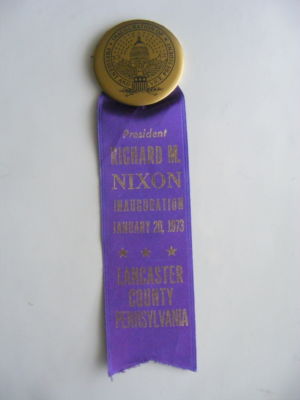 President
RICHARD M.
NIXON
INAUGURATION
JANUARY 20, 1973
LANCASTER
COUNTY
PENNSYLVANIA